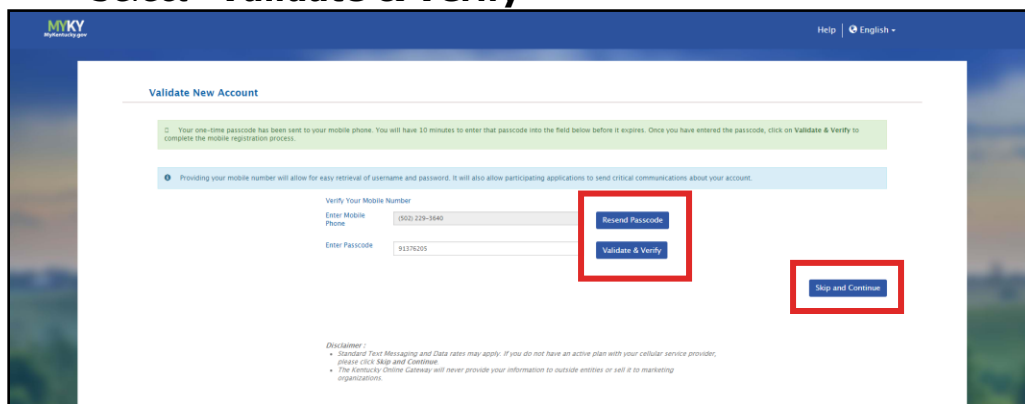 Select "Validate & Verify"
MYKY
MyKentucky.gov
Help | English
Validate New Account
Your one-time passcode has been sent to your mobile phone. You will have 10 minutes to enter that passcode into the field below before it expires. Once you have entered the passcode, click on Validate & Verify to
complete the mobile registration process.
Providing your mobile number will allow for easy retrieval of username and password. It will also allow participating applications to send critical communications about your account.
Verify Your Mobile Number
Enter Mobile
Phone
(502) 229-3640
Resend Passcode
Enter Passcode
91376205
Validate & Verify
Skip and Continue
Disclaimer :
• Standard Text Messaging and Data rates may apply. If you do not have an active plan with your cellular service provider,
please click Skip and Continue.
• The Kentucky Online Gateway will never provide your information to outside entities or sell it to marketing
organizations.